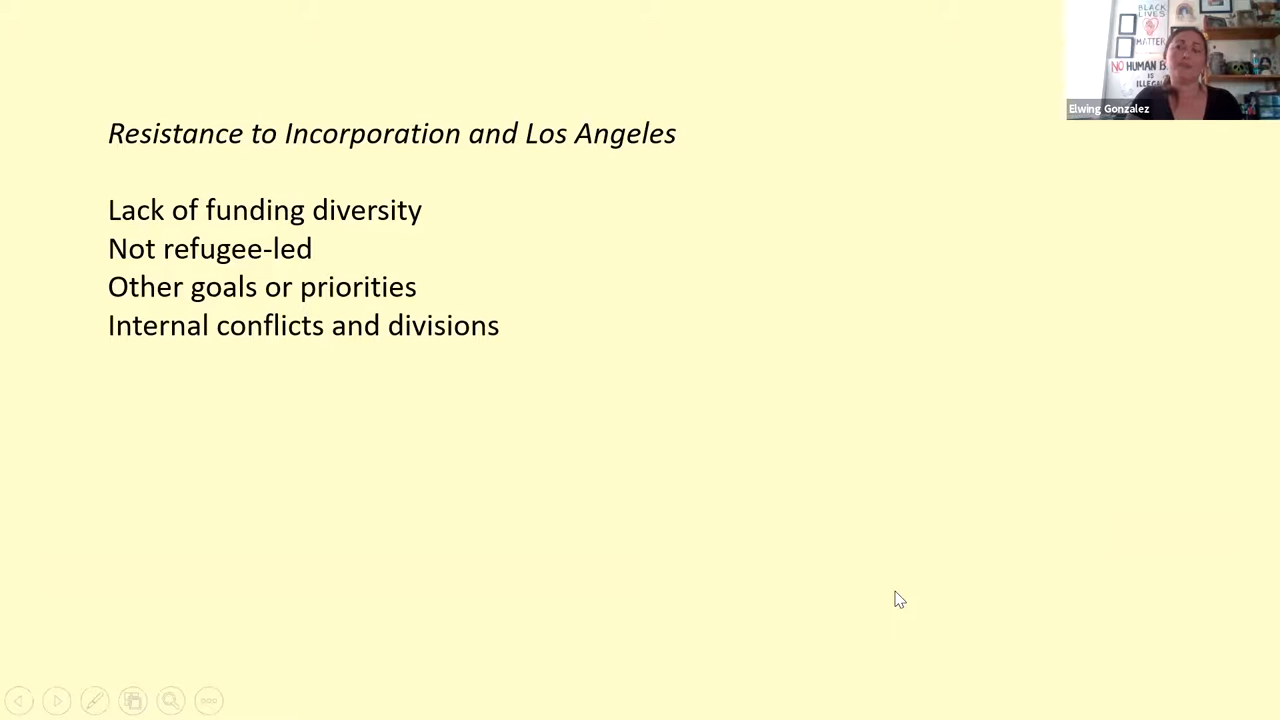 Resistance to Incorporation and Los Angeles
Lack of funding diversity
Not refugee-led
Other goals or priorities
Internal conflicts and divisions
BLACK
LIVES
MATTER
NO HUMAN
IS
Elwing Gonzalez